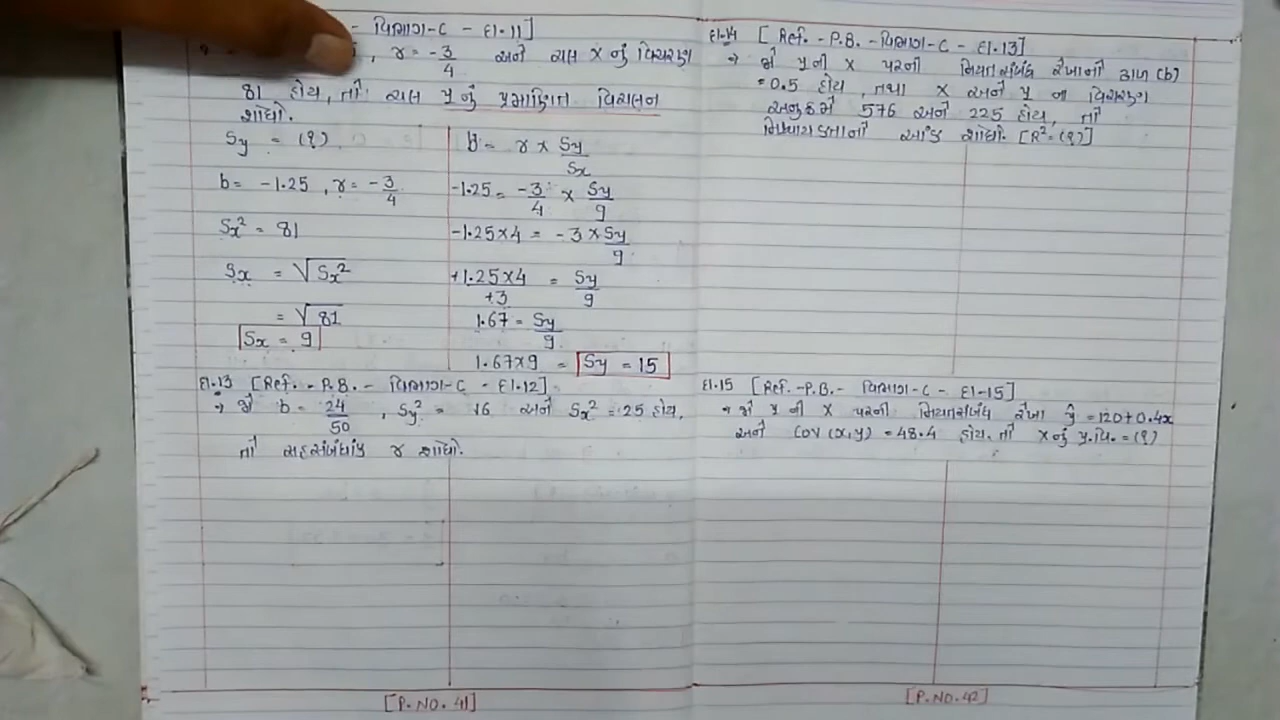 - વિભાગ-C - દા.11]
, r = -3/4 અને ચલ X નું વિચરણ
81 હોય, તો ચલ y નું પ્રમાણિત વિચલન
શોધો.
Sy = (?)
b = -1.25 , r = -3/4
Sx² = 81
Sx = √Sx²
= √81
Sx = 9
b = r × Sy/Sx
-1.25 = -3/4 × Sy/9
-1.25×4 = -3 × Sy/9
+1.25×4/+3 = Sy/9
1.67 = Sy/9
1.67×9 = Sy = 15
દા.13 [Ref. - P.B. - વિભાગ-C - દા.12]
⇒ જો b = 24/50 , Sy² = 16 અને Sx² = 25 હોય,
તો સહસંબંધાંક r શોધો.
[P.NO. 41]
દા.14 [Ref. - P.B. - વિભાગ-C - દા.13]
⇒ જો y ની X પરની નિયતસંબંધ રેખાનો ઢાળ (b)
= 0.5 હોય, તથા X અને y ના વિચરણ
અનુક્રમે 576 અને 225 હોય, તો
નિશ્ચાયકતાનો આંક શોધો. [R² = (?)]
દા.15 [Ref. -P.B.- વિભાગ-C - દા.15]
⇒ જો y ની X પરની નિયતસંબંધ રેખા ŷ = 120+0.4x
અને COV (x,y) = 48.4 હોય. તો X નું પ્ર.વિ. = (?)
[P.NO. 42]